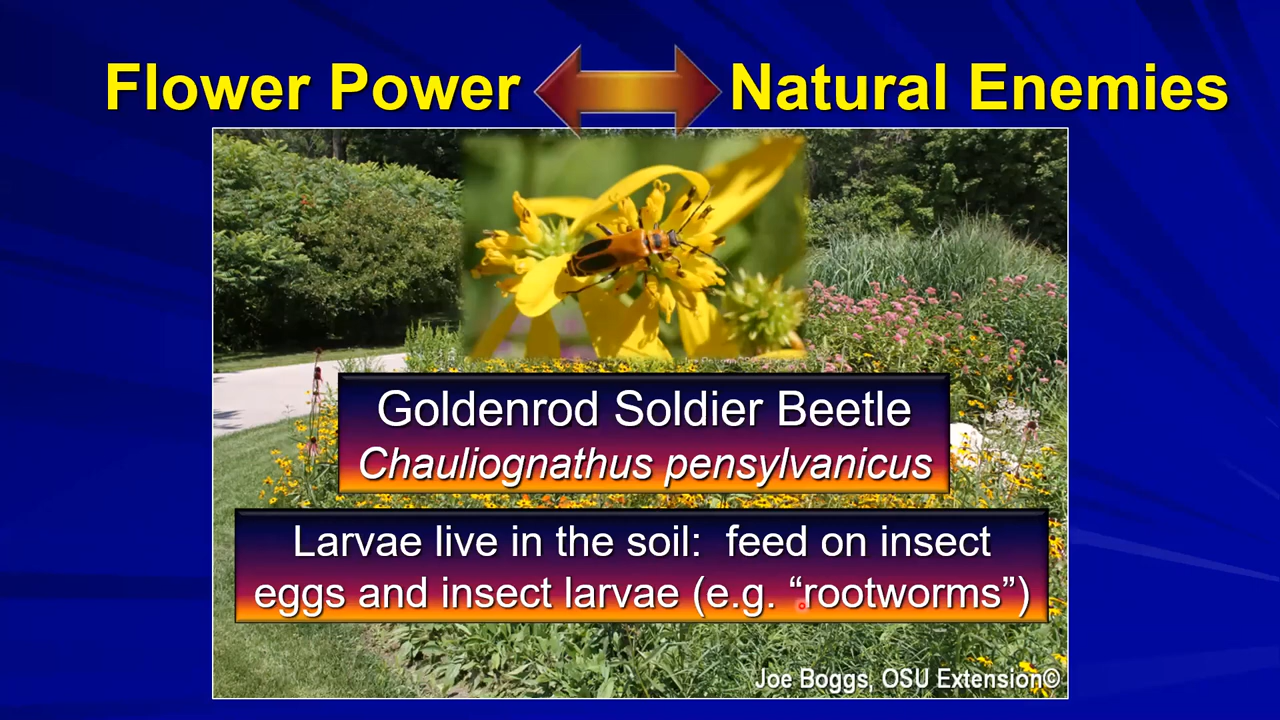 Flower Power Natural Enemies
Goldenrod Soldier Beetle
Chauliognathus pensylvanicus
Larvae live in the soil:  feed on insect
eggs and insect larvae (e.g. “rootworms”)
Joe Boggs, OSU Extension©